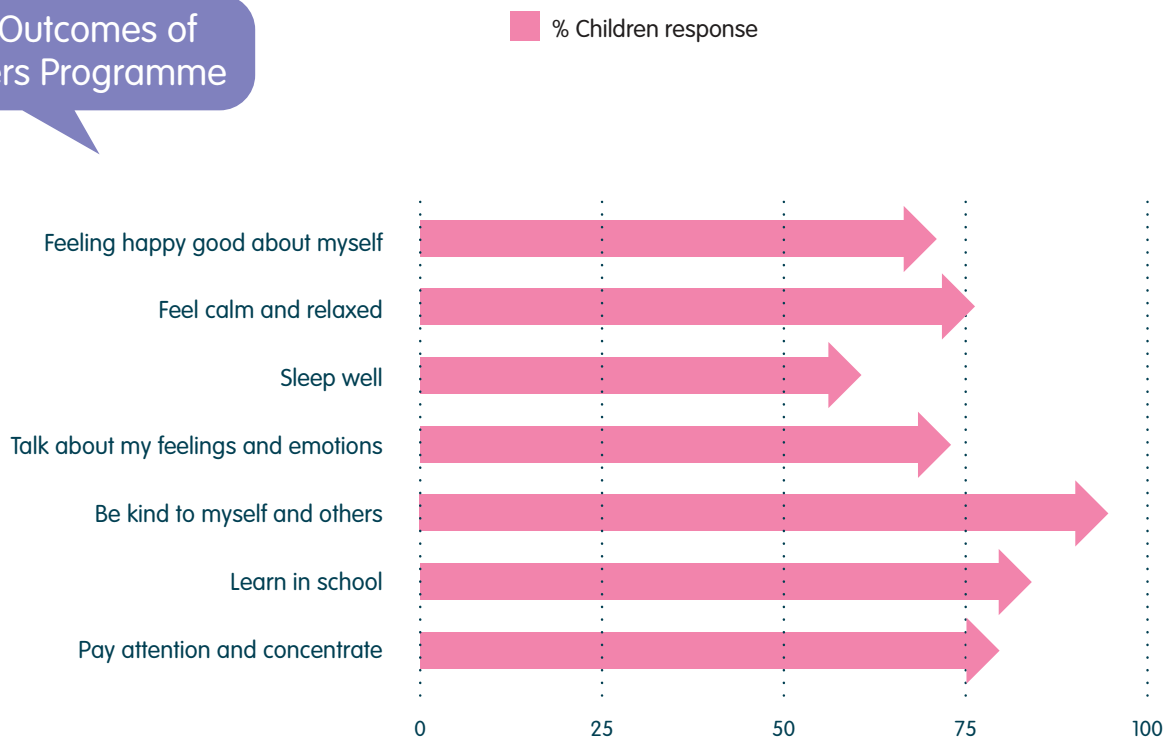 Outcomes of
rs Programme
% Children response
Feeling happy good about myself
Feel calm and relaxed
Sleep well
Talk about my feelings and emotions
Be kind to myself and others
Learn in school
Pay attention and concentrate
0 25 50 75 100